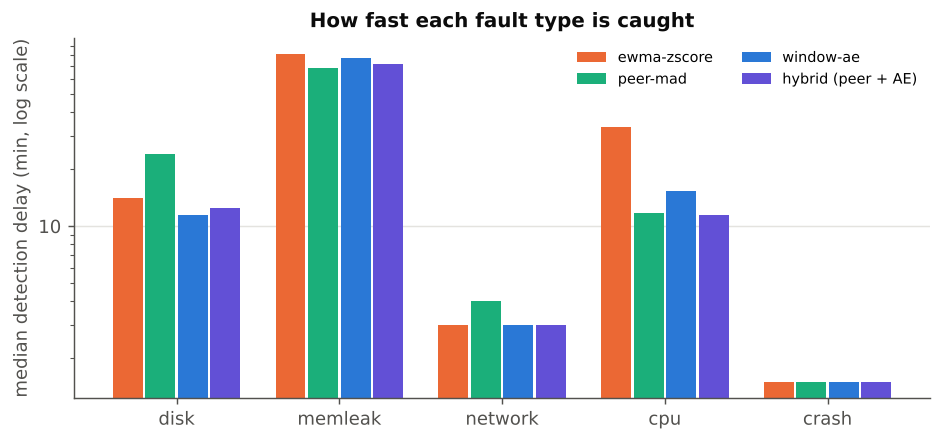 How fast each fault type is caught
ewma-zscore
peer-mad
window-ae
hybrid (peer + AE)
median detection delay (min, log scale)
10
disk
memleak
network
cpu
crash